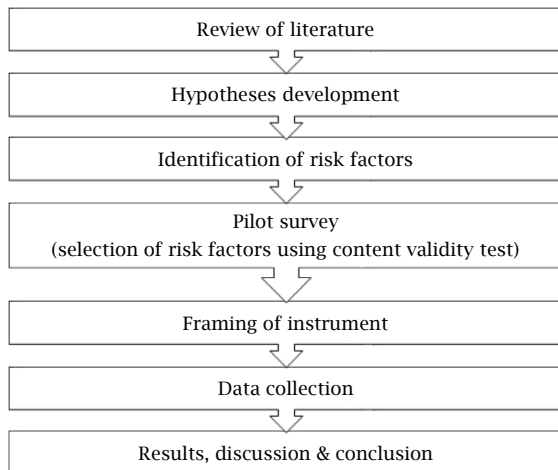 Review of literature
Hypotheses development
Identification of risk factors
Pilot survey
(selection of risk factors using content validity test)
Framing of instrument
Data collection
Results, discussion & conclusion